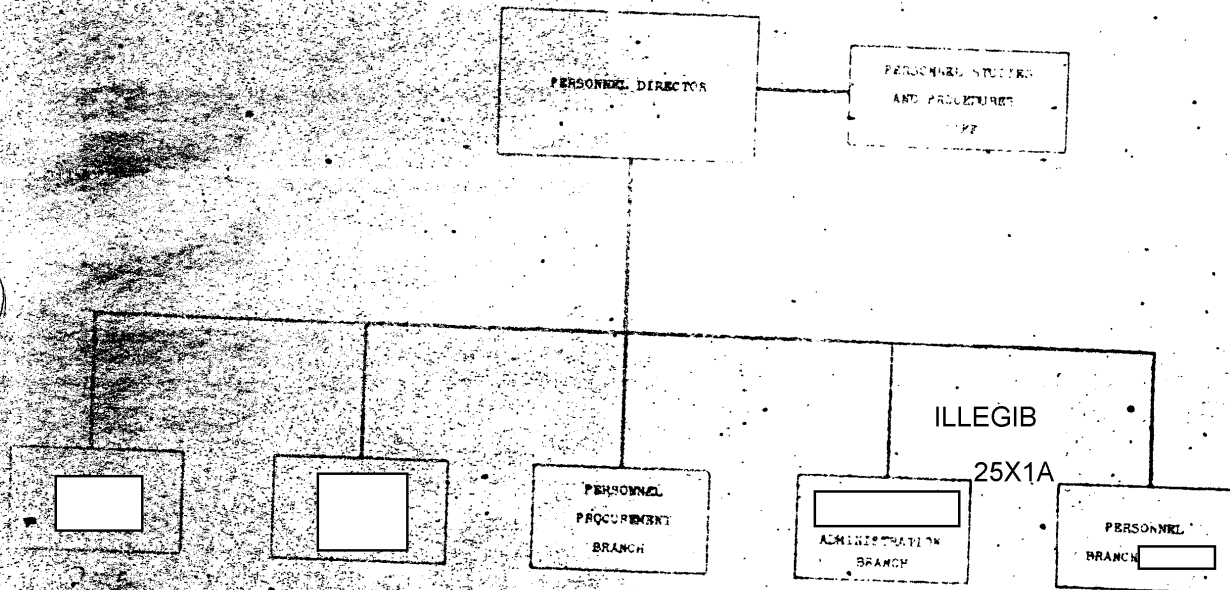 PERSONNEL DIRECTOR
PERSONNEL STUDIES
AND PROCEDURES
ILLEGIB
25X1A
PERSONNEL
PROCUREMENT
BRANCH
ADMINISTRATION
BRANCH
PERSONNEL
BRANCH